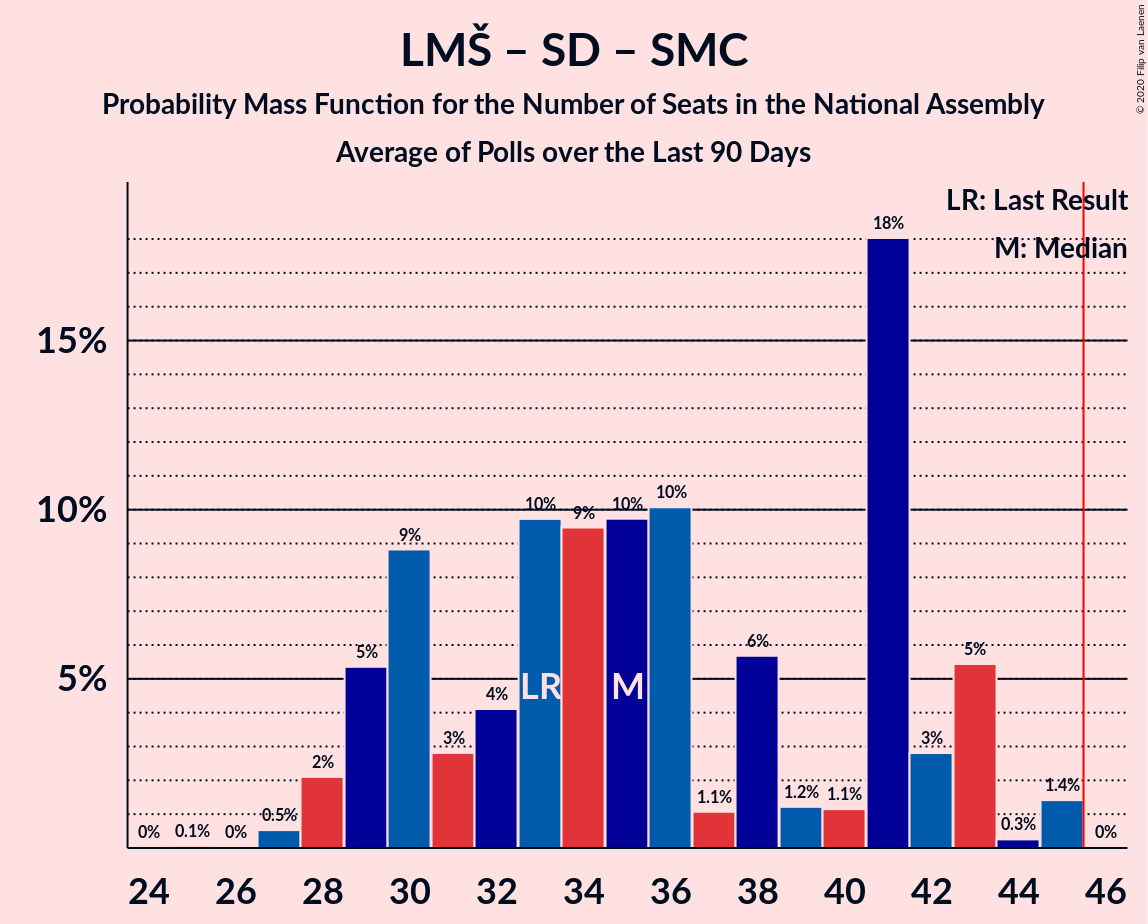 LMŠ – SD – SMC
Probability Mass Function for the Number of Seats in the National Assembly
Average of Polls over the Last 90 Days
© 2020 Filip van Laenen
LR: Last Result
M: Median
18%
15%
10%
5%
0%
0.1%
0%
0.5%
2%
5%
9%
3%
4%
10%
9%
10%
10%
1.1%
6%
1.2%
1.1%
3%
5%
0.3%
1.4%
0%
LR
M
24 26 28 30 32 34 36 38 40 42 44 46